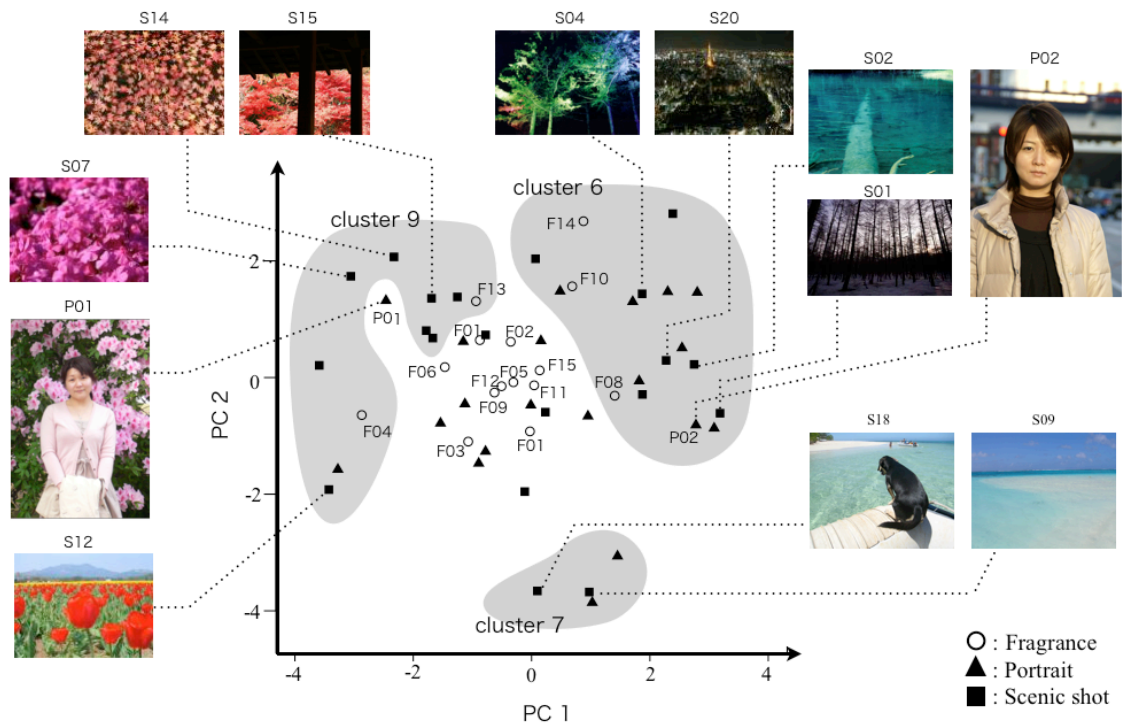 S14
S15
S04
S20
S02
P02
S07
S01
P01
S12
S18
S09
cluster 9
cluster 6
cluster 7
F14
F10
F13
P01
F01
F02
F06
F12
F05
F15
F11
F09
F08
F04
F03
F01
P02
2
0
-2
-4
PC 2
-4
-2
0
2
4
PC 1
: Fragrance
: Portrait
: Scenic shot